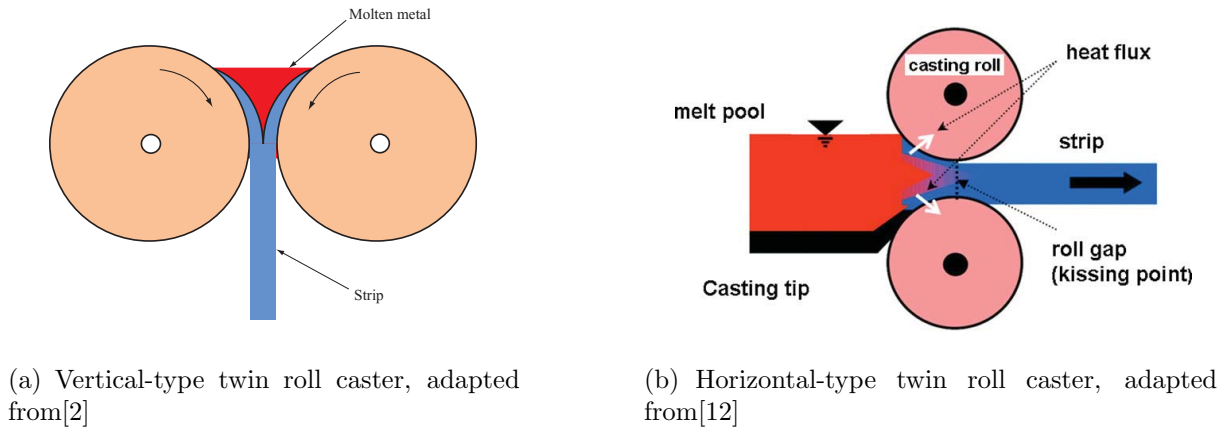 Molten metal
Strip
(a) Vertical-type twin roll caster, adapted
from[2]
casting roll
heat flux
melt pool
strip
roll gap
(kissing point)
Casting tip
(b) Horizontal-type twin roll caster, adapted
from[12]